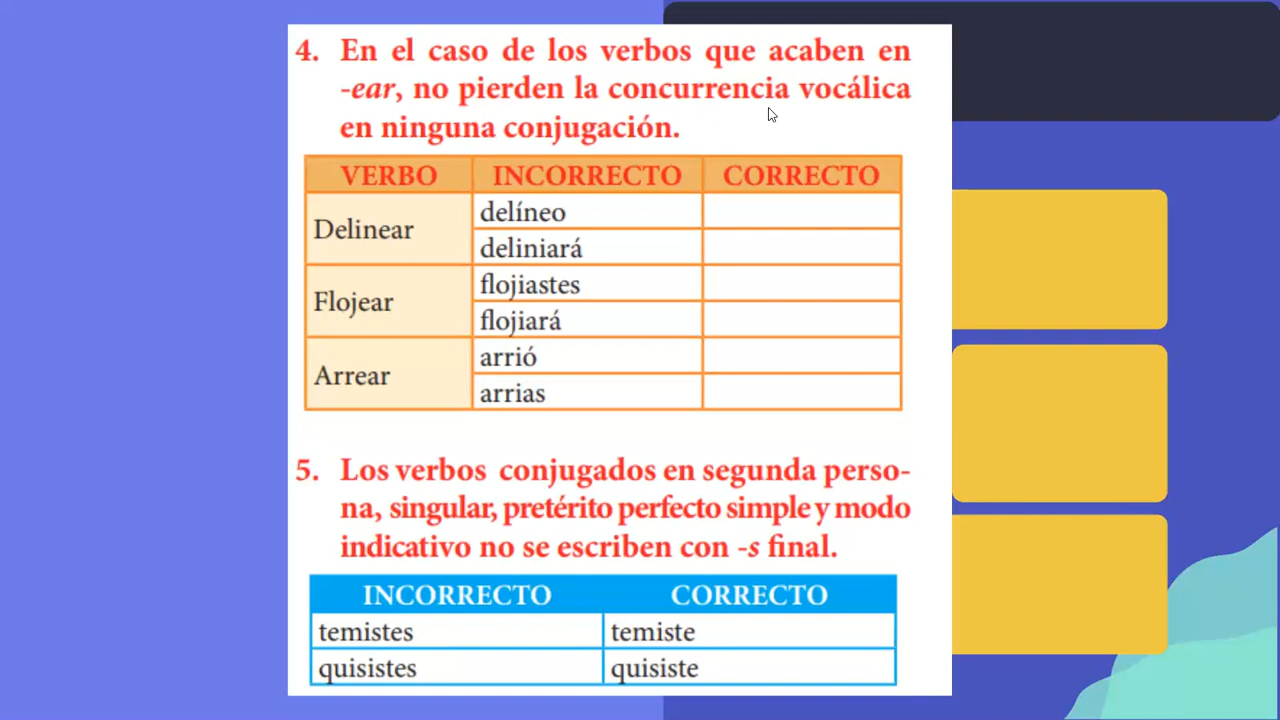 4. En el caso de los verbos que acaben en
-ear, no pierden la concurrencia vocálica
en ninguna conjugación.
VERBO INCORRECTO CORRECTO
Delinear
delíneo
deliniará
Flojear
flojiastes
flojiará
Arrear
arrió
arrias
5. Los verbos conjugados en segunda perso-
na, singular, pretérito perfecto simple y modo
indicativo no se escriben con -s final.
INCORRECTO CORRECTO
temistes temiste
quisistes quisiste